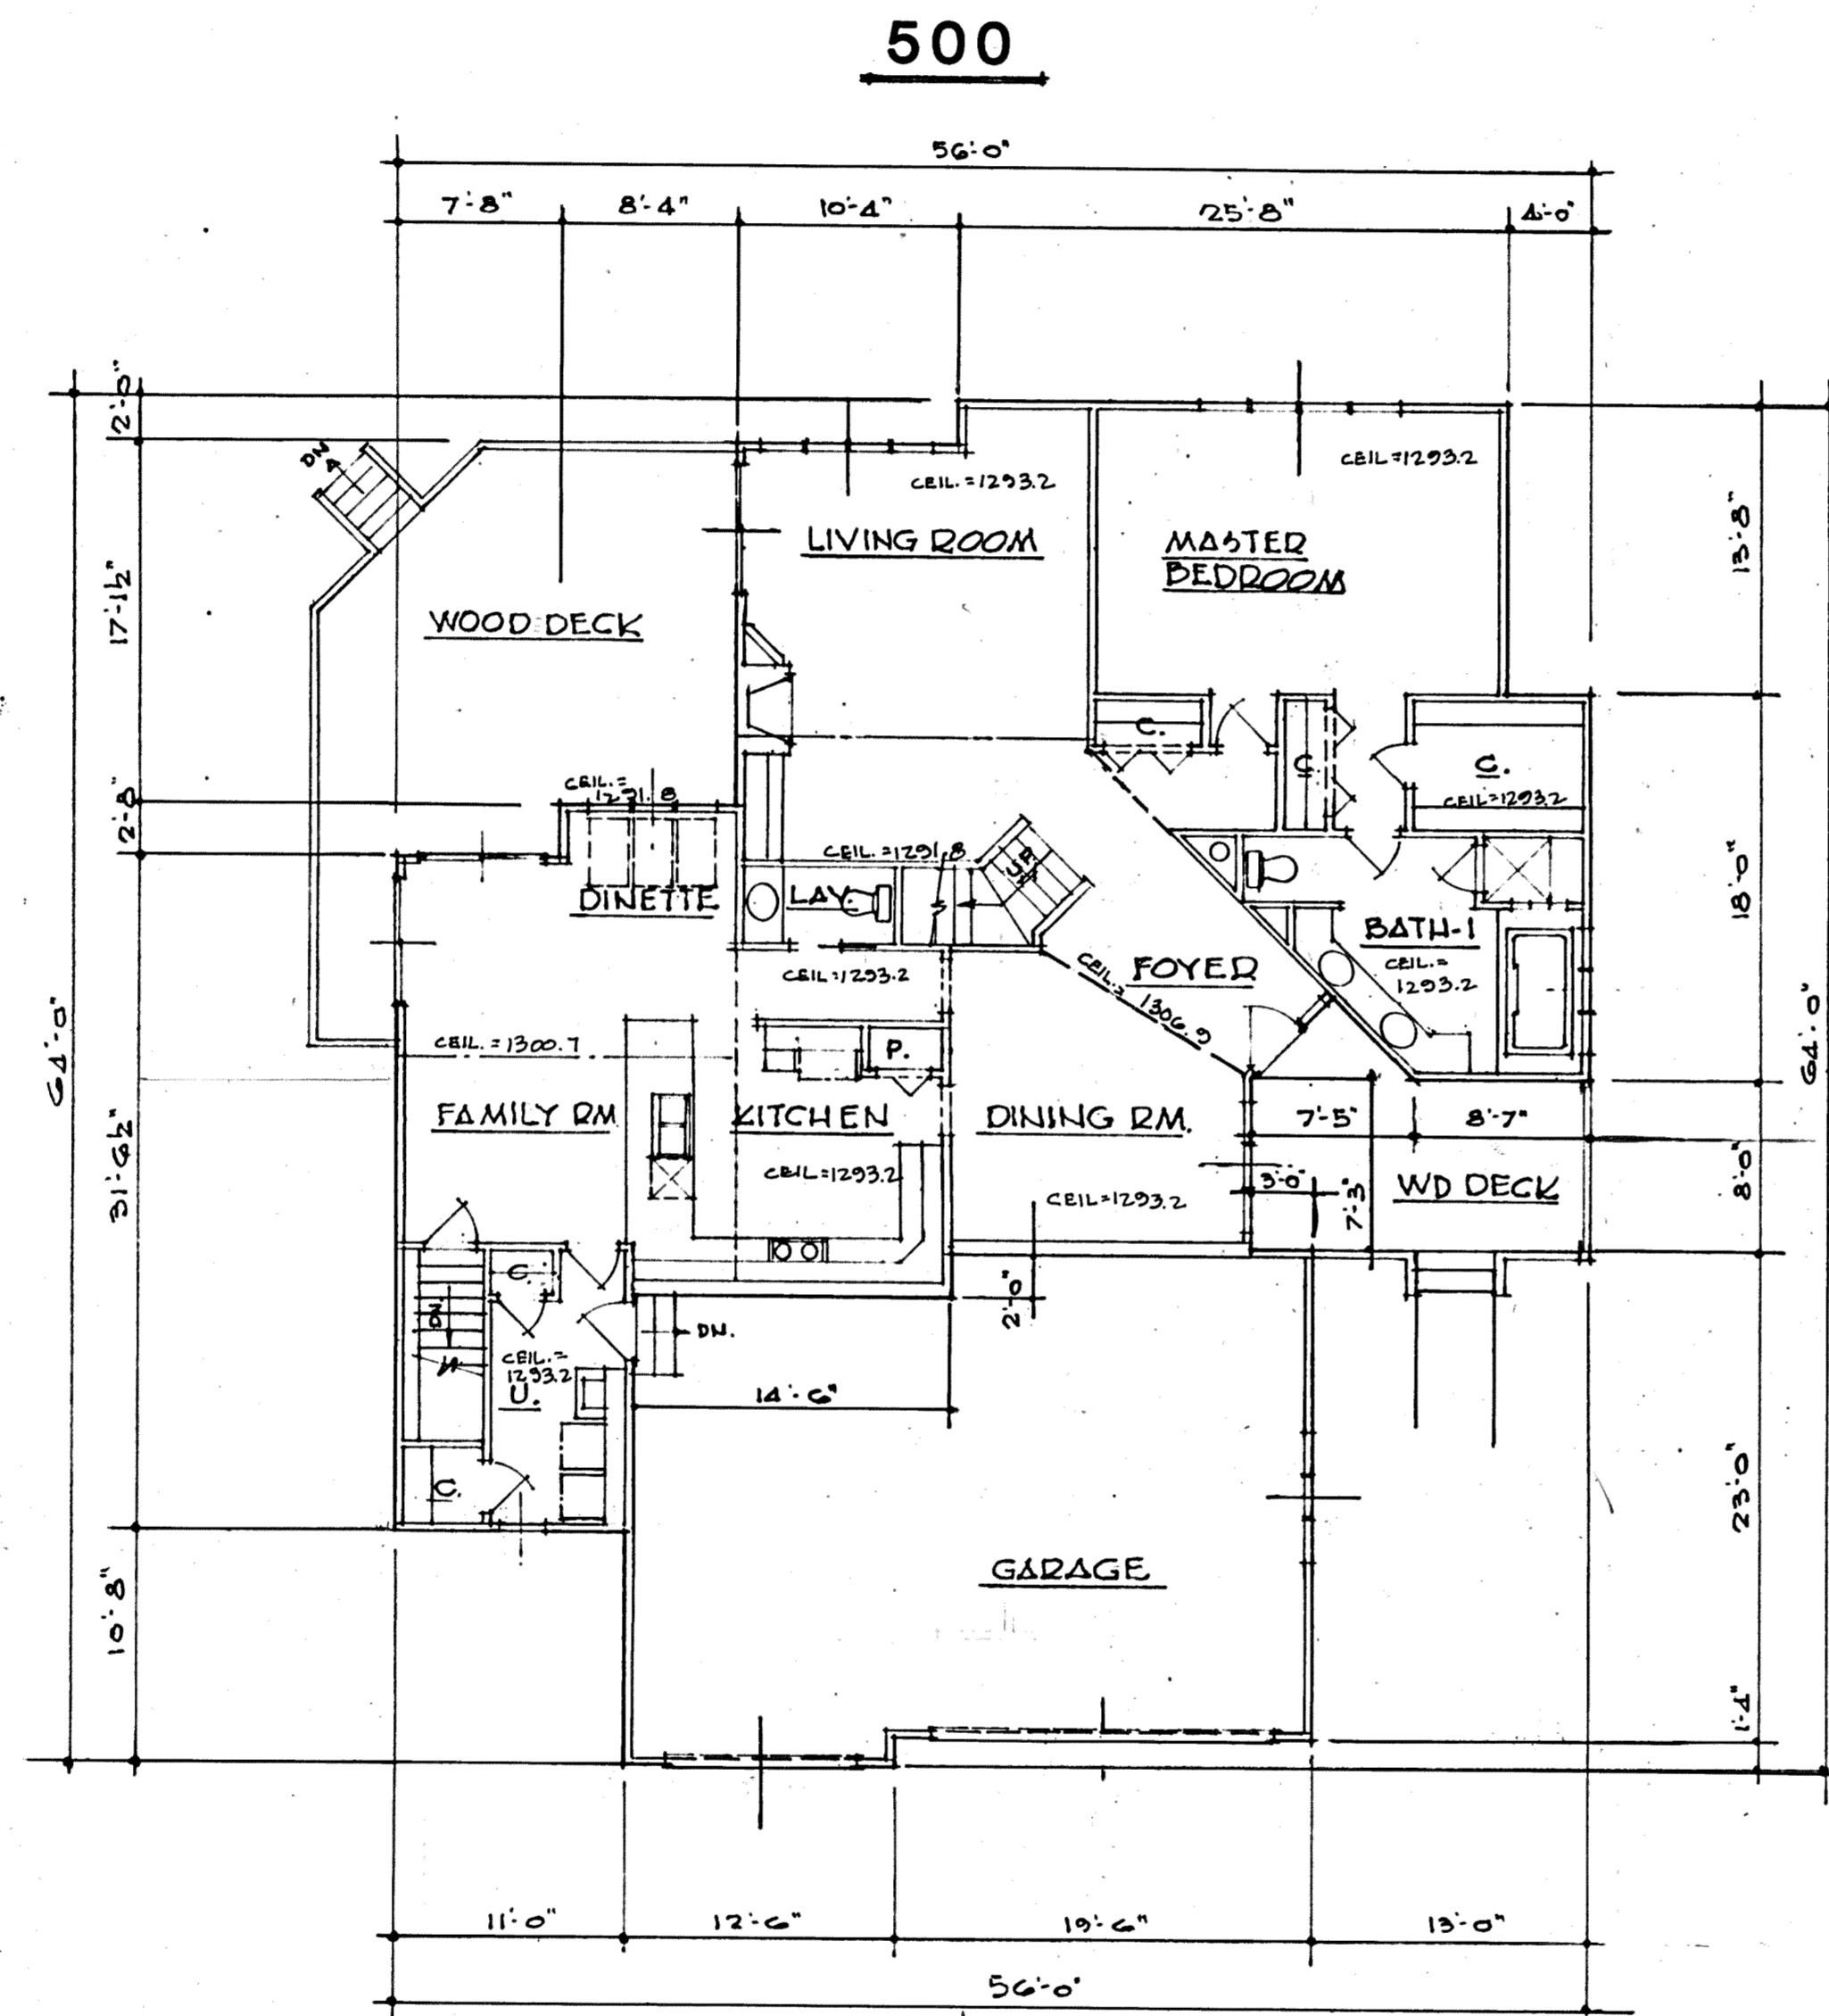 500
56'-0"
7'-8"
8'-4"
10'-4"
25'-8"
4'-0"
2'-0"
DN
CEIL.=1293.2
CEIL=1293.2
LIVING ROOM
MASTER
BEDROOM
13'-8"
17'-1½"
WOOD DECK
C.
C.
C.
CEIL=1293.2
CEIL.=
1291.8
2'-8"
CEIL.=1291.8
UP
DINETTE
LAV.
18'-0"
BATH-1
CEIL.=
1293.2
FOYER
CEIL=1293.2
CEIL.= 1306.9
64'-0"
64'-0"
CEIL.=1300.7
P.
FAMILY RM
KITCHEN
DINING RM.
7'-5"
8'-7"
31'-6½"
CEIL=1293.2
CEIL=1293.2
3'-0"
7'-3"
WD DECK
8'-0"
C.
DN.
2'-0"
DN.
CEIL.=
1293.2
U.
14'-6"
C.
23'-0"
GARAGE
10'-8"
1'-4"
11'-0"
12'-6"
19'-6"
13'-0"
56'-0"